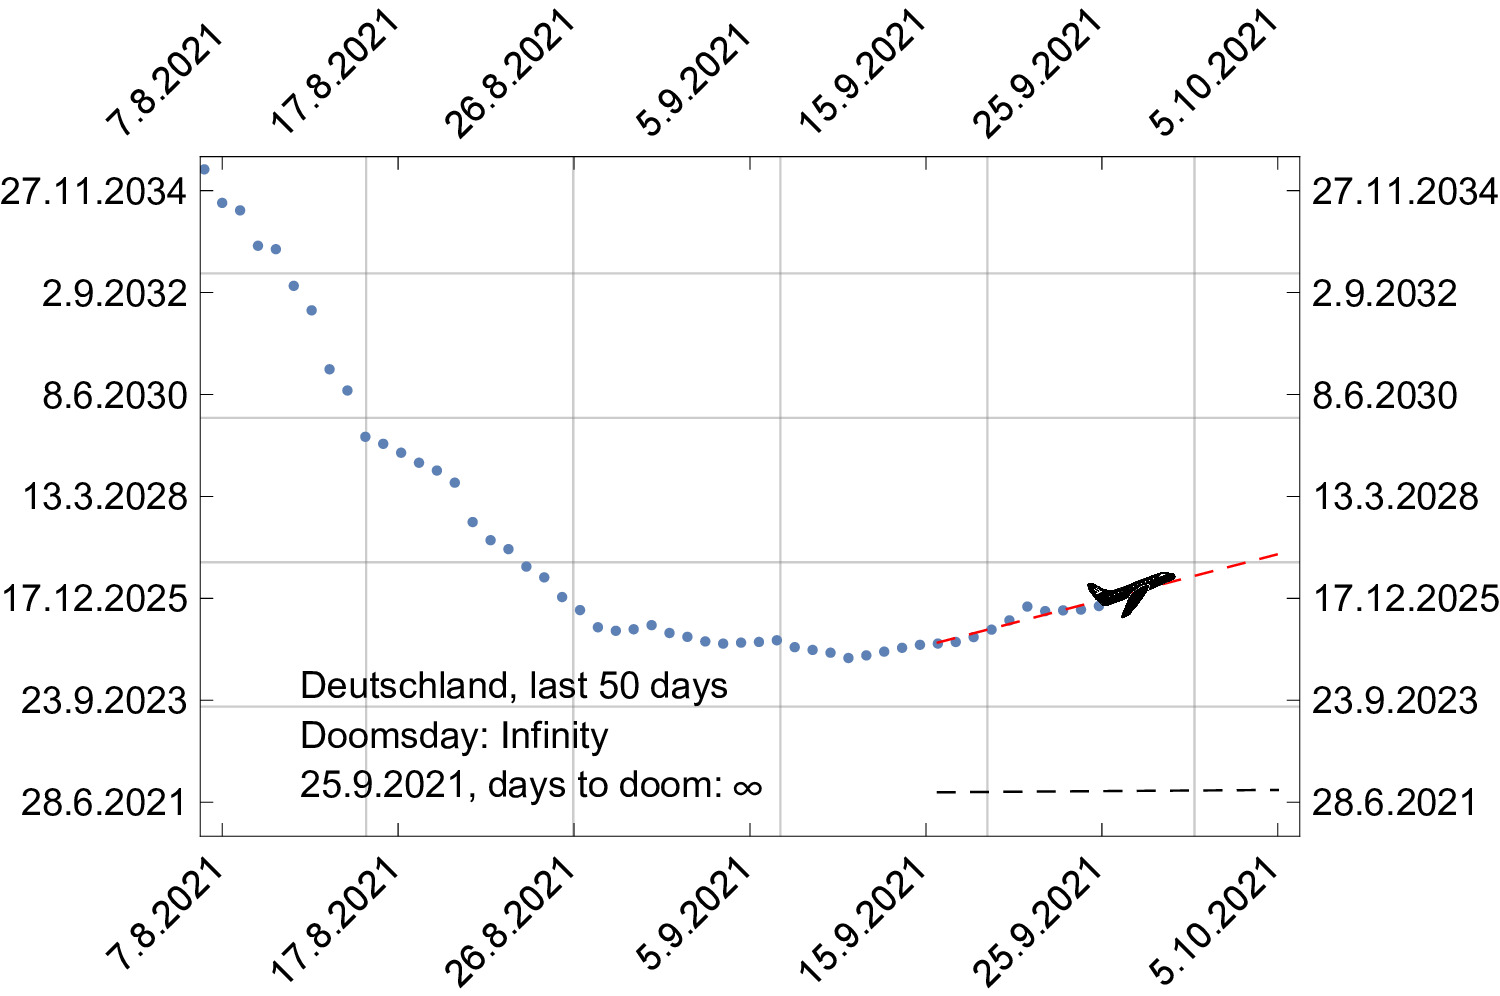 7.8.2021 17.8.2021 26.8.2021 5.9.2021 15.9.2021 25.9.2021 5.10.2021
27.11.2034 27.11.2034
2.9.2032 2.9.2032
8.6.2030 8.6.2030
13.3.2028 13.3.2028
17.12.2025 17.12.2025
Deutschland, last 50 days
23.9.2023 23.9.2023
Doomsday: Infinity
25.9.2021, days to doom: ∞
28.6.2021 28.6.2021
7.8.2021 17.8.2021 26.8.2021 5.9.2021 15.9.2021 25.9.2021 5.10.2021